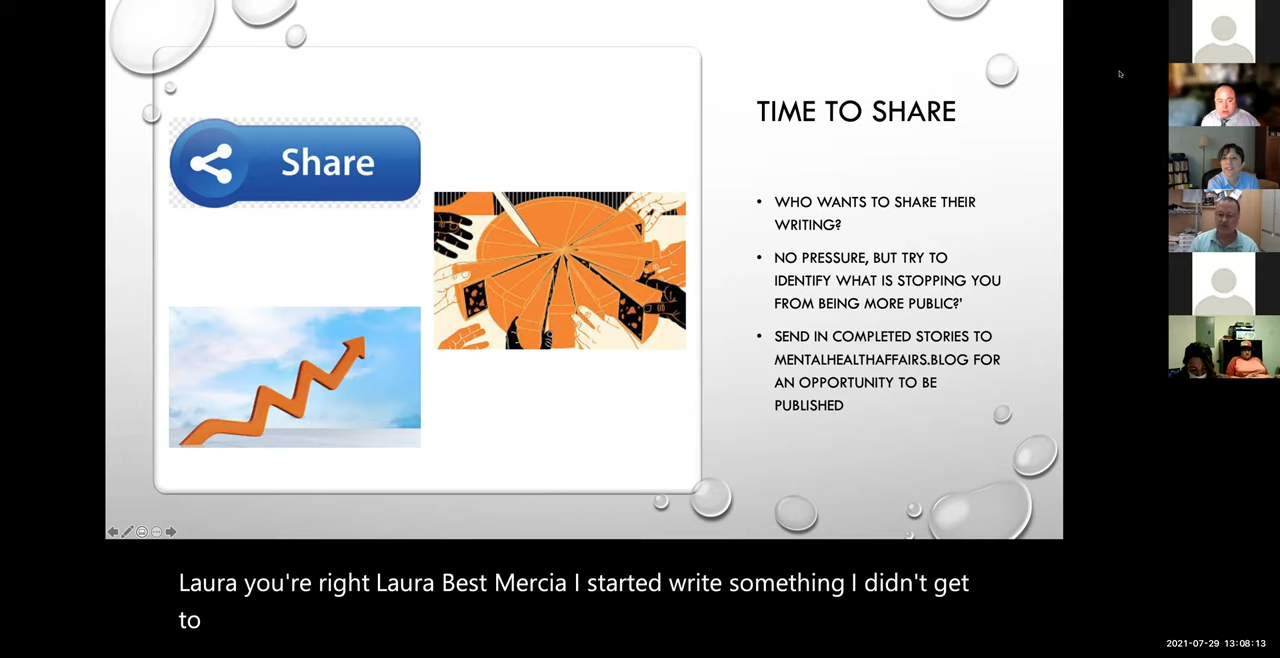 Share
TIME TO SHARE
• WHO WANTS TO SHARE THEIR
WRITING?
• NO PRESSURE, BUT TRY TO
IDENTIFY WHAT IS STOPPING YOU
FROM BEING MORE PUBLIC?'
• SEND IN COMPLETED STORIES TO
MENTALHEALTHAFFAIRS.BLOG FOR
AN OPPORTUNITY TO BE
PUBLISHED
Laura you're right Laura Best Mercia I started write something I didn't get
to
2021-07-29 13:08:13